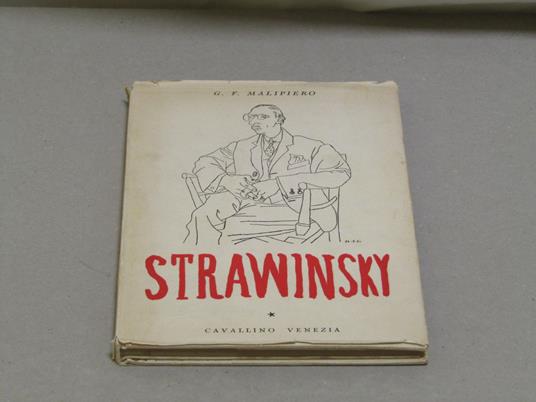 G. F. MALIPIERO
STRAWINSKY
*
CAVALLINO VENEZIA